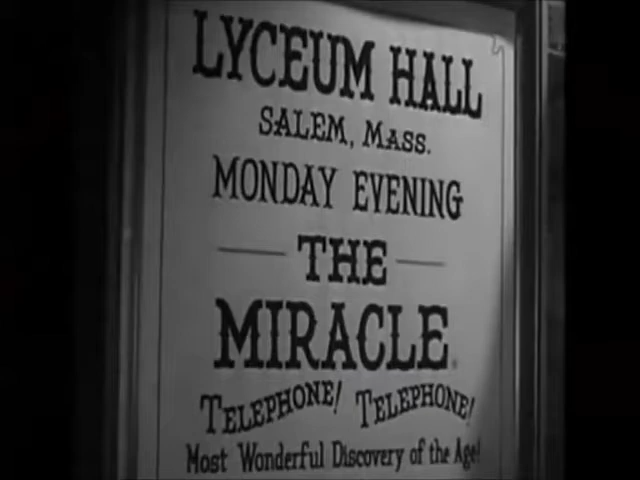 LYCEUM HALL
SALEM, MASS.
MONDAY EVENING
THE
MIRACLE
TELEPHONE! TELEPHONE!
Most Wonderful Discovery of the Age!